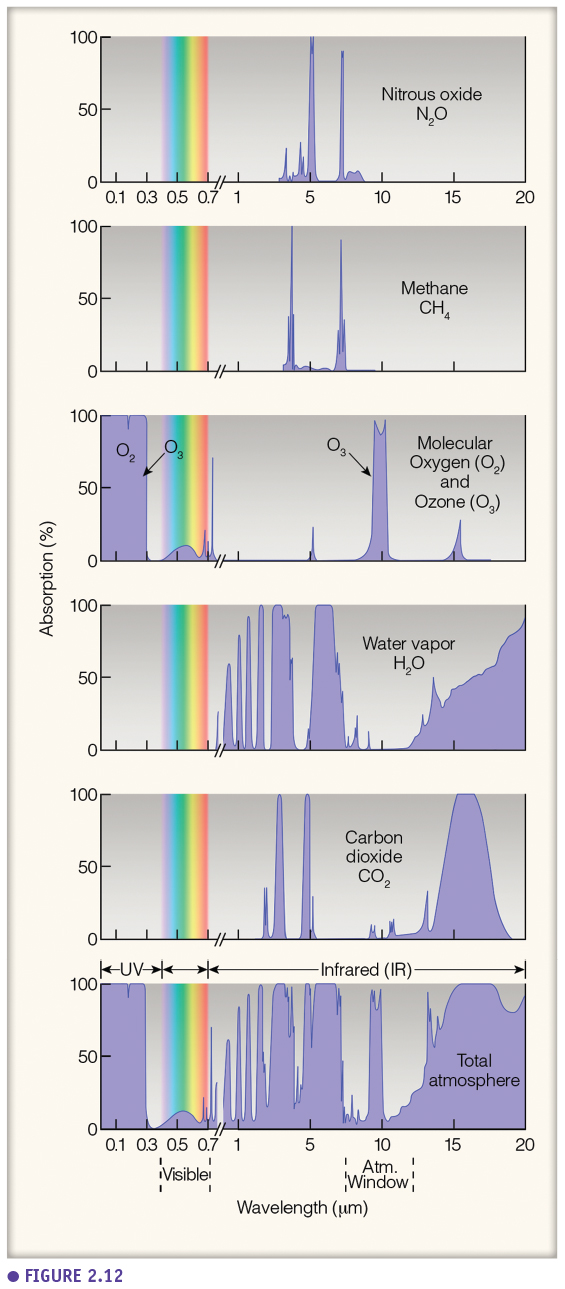 100
50
0
Nitrous oxide
N₂O
0.1 0.3 0.5 0.7 1 5 10 15 20
100
50
0
Methane
CH₄
100
50
0
O₂
O₃
O₃
Molecular
Oxygen (O₂)
and
Ozone (O₃)
Absorption (%)
100
50
0
Water vapor
H₂O
100
50
0
Carbon
dioxide
CO₂
UV
Infrared (IR)
100
50
0
Total
atmosphere
0.1 0.3 0.5 0.7 1 5 10 15 20
Visible
Atm.
Window
Wavelength (μm)
FIGURE 2.12